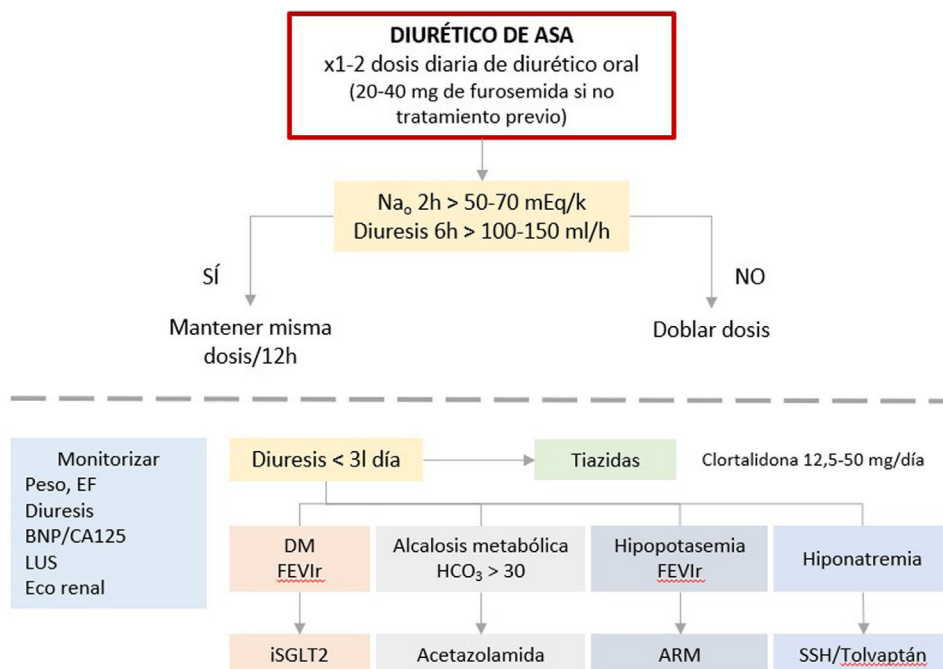 DIURÉTICO DE ASA
x1-2 dosis diaria de diurético oral
(20-40 mg de furosemida si no
tratamiento previo)
Naₒ 2h > 50-70 mEq/k
Diuresis 6h > 100-150 ml/h
SÍ
NO
Mantener misma
dosis/12h
Doblar dosis
Monitorizar
Peso, EF
Diuresis
BNP/CA125
LUS
Eco renal
Diuresis < 3l día
Tiazidas
Clortalidona 12,5-50 mg/día
DM
FEVIr
Alcalosis metabólica
HCO₃ > 30
Hipopotasemia
FEVIr
Hiponatremia
iSGLT2
Acetazolamida
ARM
SSH/Tolvaptán